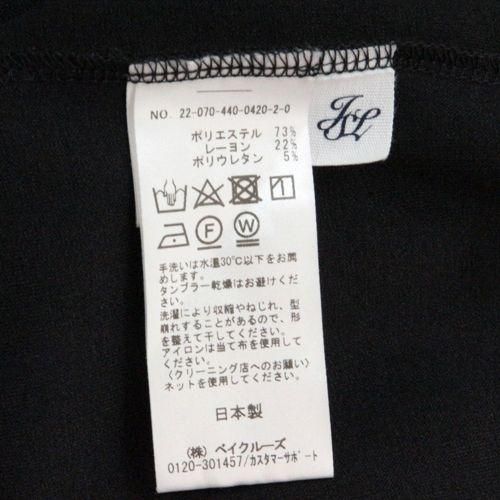 NO. 22-070-440-0420-2-0
ポリエステル 73%
レーヨン 22%
ポリウレタン 5%
F
W
手洗いは水温30℃以下をお薦
めします。
タンブラー乾燥はお避けくださ
い。
洗濯により収縮やねじれ、型
崩れすることがあるので、形
を整えて干してください。
アイロンは当て布を使用して
ください。
〈クリーニング店へのお願い〉
ネットを使用してください。
日本製
(株) ベイクルーズ
0120-301457/カスタマーサポート